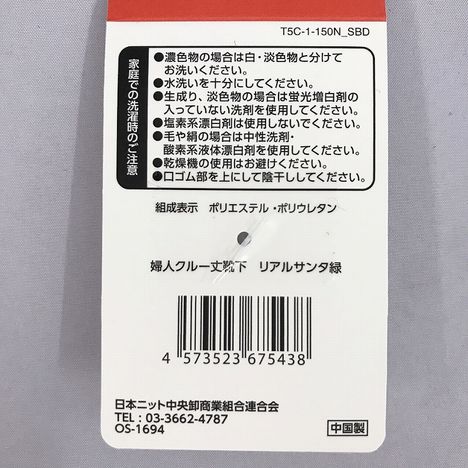 T5C-1-150N_SBD
家庭での洗濯時のご注意
●濃色物の場合は白・淡色物と分けて
お洗いください。
●水洗いを十分にしてください。
●生成り、淡色物の場合は蛍光増白剤の
入っていない洗剤を使用してください。
●塩素系漂白剤は使用しないでください。
●毛や絹の場合は中性洗剤・
酸素系液体漂白剤を使用してください。
●乾燥機の使用はお避けください。
●口ゴム部を上にして陰干ししてください。
組成表示 ポリエステル・ポリウレタン
婦人クルー丈靴下 リアルサンタ緑
4 573523 675438
日本ニット中央卸商業組合連合会
TEL : 03-3662-4787
OS-1694
中国製